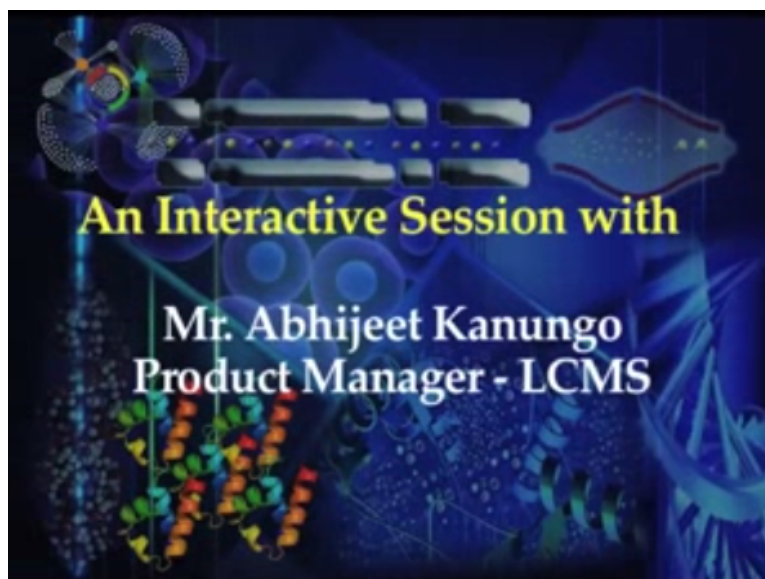 An Interactive Session with
Mr. Abhijeet Kanungo
Product Manager - LCMS